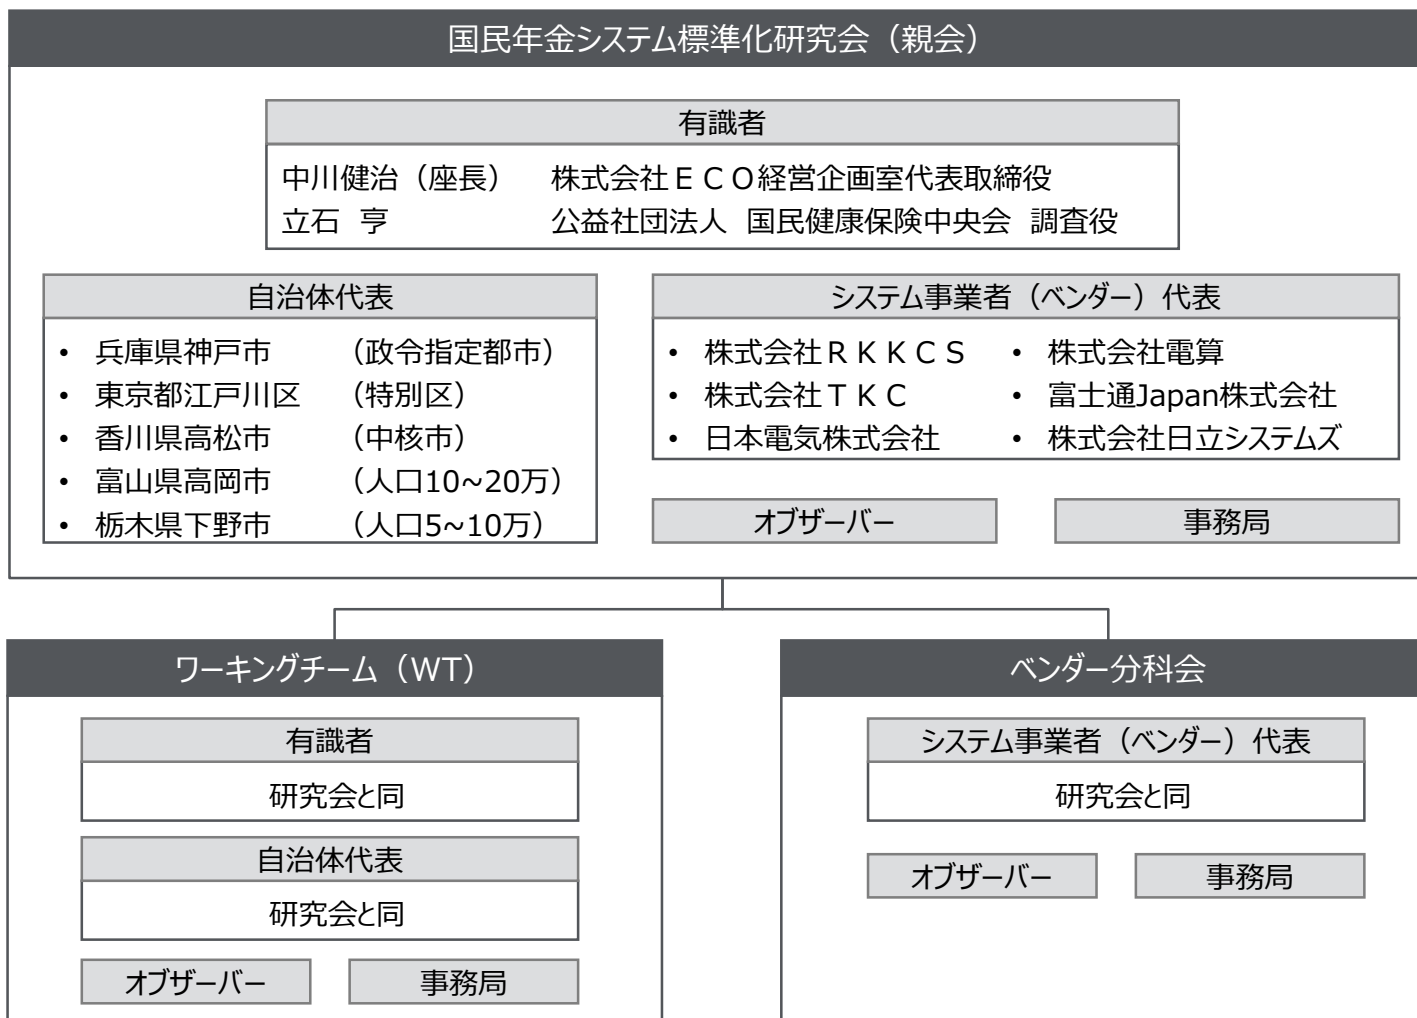 国民年金システム標準化研究会（親会）
有識者
中川健治（座長） 株式会社ＥＣＯ経営企画室代表取締役
立石 亨 公益社団法人 国民健康保険中央会 調査役
自治体代表
• 兵庫県神戸市 （政令指定都市）
• 東京都江戸川区 （特別区）
• 香川県高松市 （中核市）
• 富山県高岡市 （人口10~20万）
• 栃木県下野市 （人口5~10万）
システム事業者（ベンダー）代表
• 株式会社ＲＫＫＣＳ • 株式会社電算
• 株式会社ＴＫＣ • 富士通Japan株式会社
• 日本電気株式会社 • 株式会社日立システムズ
オブザーバー 事務局
ワーキングチーム（WT）
有識者
研究会と同
自治体代表
研究会と同
オブザーバー 事務局
ベンダー分科会
システム事業者（ベンダー）代表
研究会と同
オブザーバー 事務局